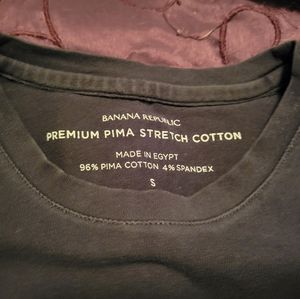 BANANA REPUBLIC
PREMIUM PIMA STRETCH COTTON
MADE IN EGYPT
96% PIMA COTTON 4% SPANDEX
S